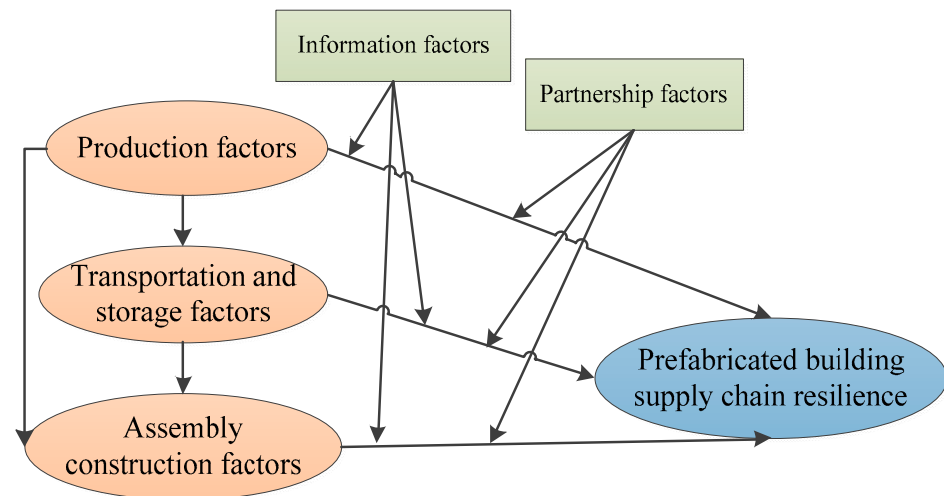 Information factors
Partnership factors
Production factors
Transportation and
storage factors
Prefabricated building
supply chain resilience
Assembly
construction factors